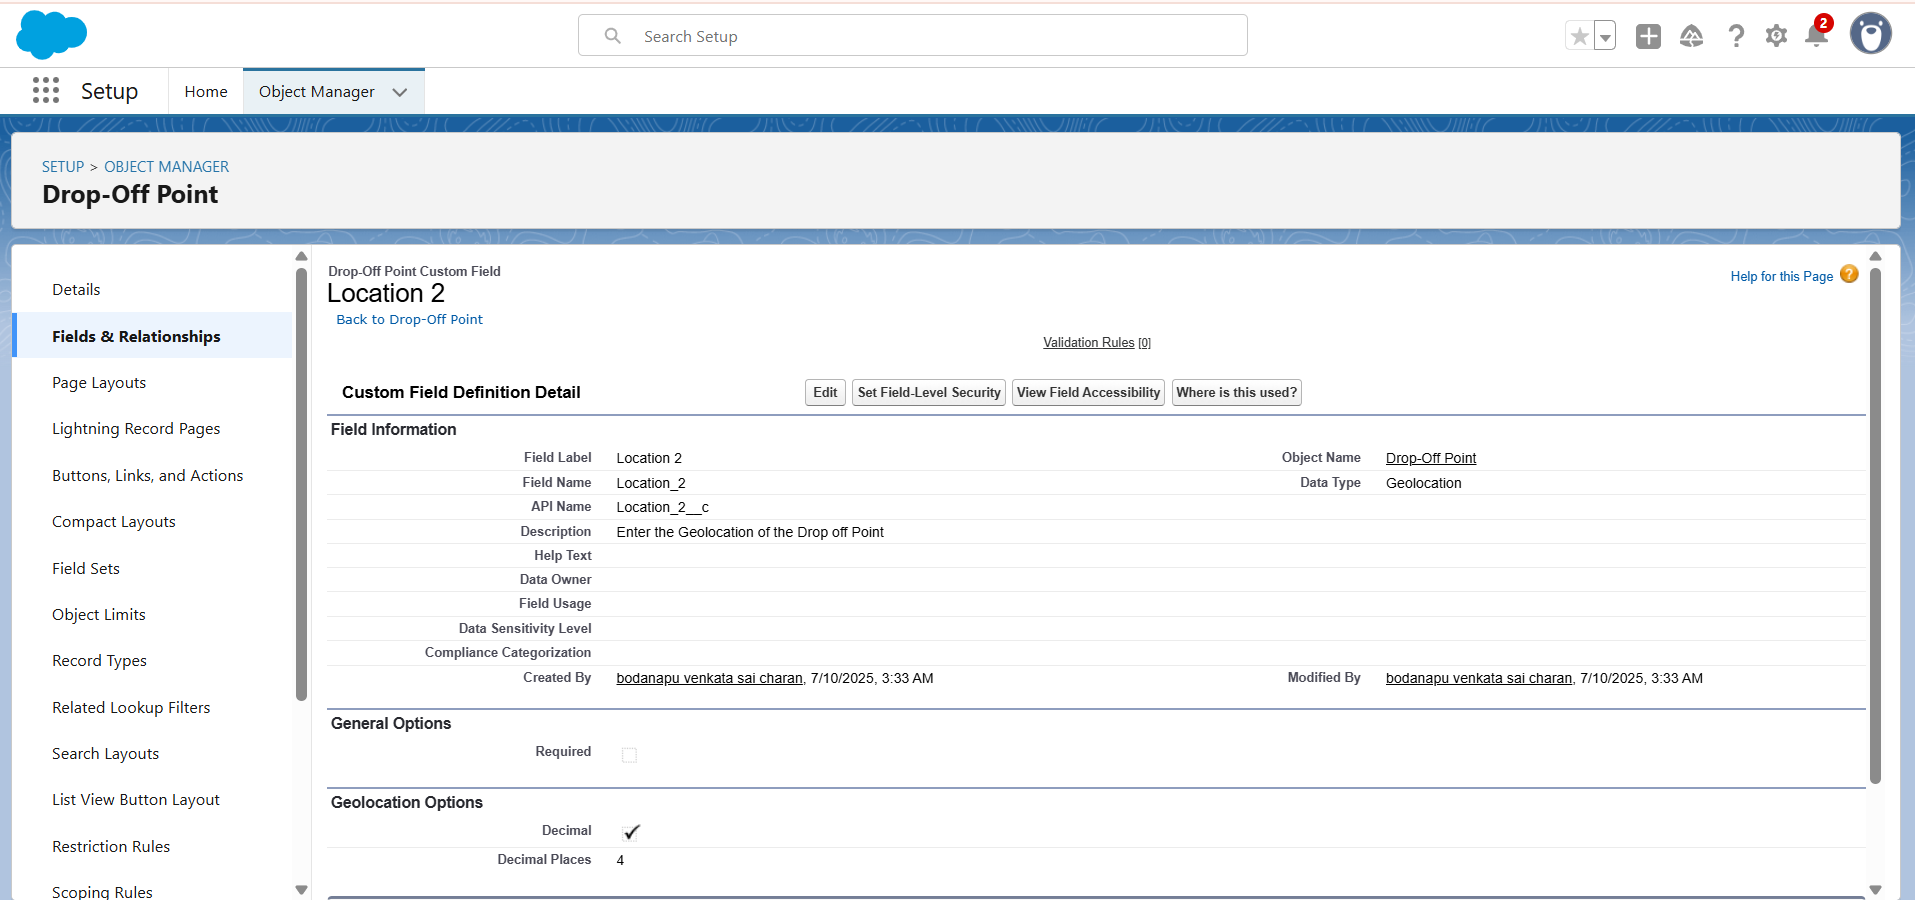 Search Setup
2
Setup
Home
Object Manager
SETUP > OBJECT MANAGER
Drop-Off Point
Details
Fields & Relationships
Page Layouts
Lightning Record Pages
Buttons, Links, and Actions
Compact Layouts
Field Sets
Object Limits
Record Types
Related Lookup Filters
Search Layouts
List View Button Layout
Restriction Rules
Scoping Rules
Drop-Off Point Custom Field
Location 2
Back to Drop-Off Point
Help for this Page ?
Validation Rules [0]
Custom Field Definition Detail
Edit
Set Field-Level Security
View Field Accessibility
Where is this used?
Field Information
Field Label Location 2 Object Name Drop-Off Point
Field Name Location_2 Data Type Geolocation
API Name Location_2__c
Description Enter the Geolocation of the Drop off Point
Help Text
Data Owner
Field Usage
Data Sensitivity Level
Compliance Categorization
Created By bodanapu venkata sai charan, 7/10/2025, 3:33 AM Modified By bodanapu venkata sai charan, 7/10/2025, 3:33 AM
General Options
Required
Geolocation Options
Decimal
Decimal Places 4